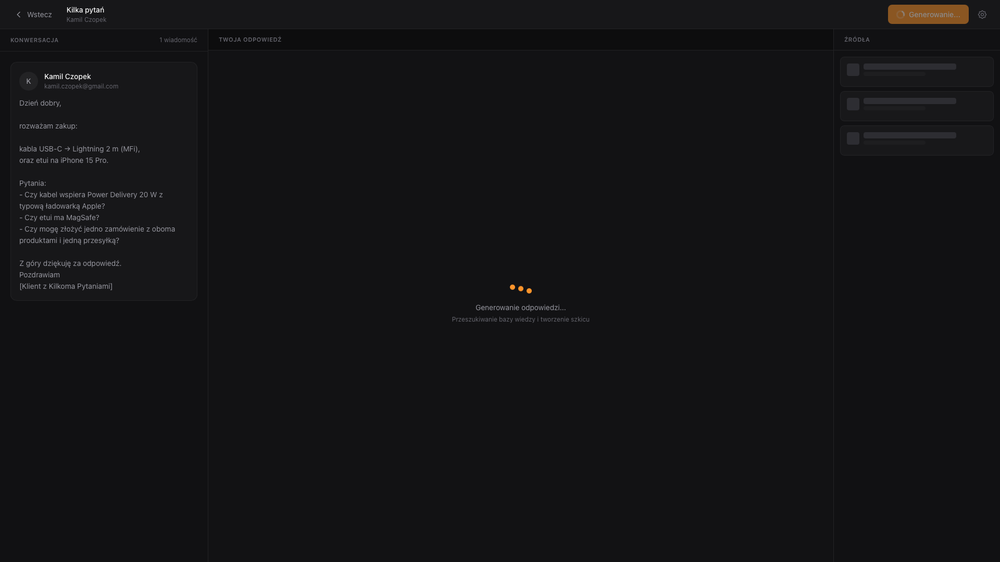 Wstecz
Kilka pytań
Kamil Czopek
Generowanie...
KONWERSACJA
1 wiadomość
K
Kamil Czopek
kamil.czopek@gmail.com
Dzień dobry,
rozważam zakup:
kabla USB-C → Lightning 2 m (MFi),
oraz etui na iPhone 15 Pro.
Pytania:
- Czy kabel wspiera Power Delivery 20 W z
typową ładowarką Apple?
- Czy etui ma MagSafe?
- Czy mogę złożyć jedno zamówienie z oboma
produktami i jedną przesyłką?
Z góry dziękuję za odpowiedź.
Pozdrawiam
[Klient z Kilkoma Pytaniami]
TWOJA ODPOWIEDŹ
Generowanie odpowiedzi...
Przeszukiwanie bazy wiedzy i tworzenie szkicu
ŹRÓDŁA